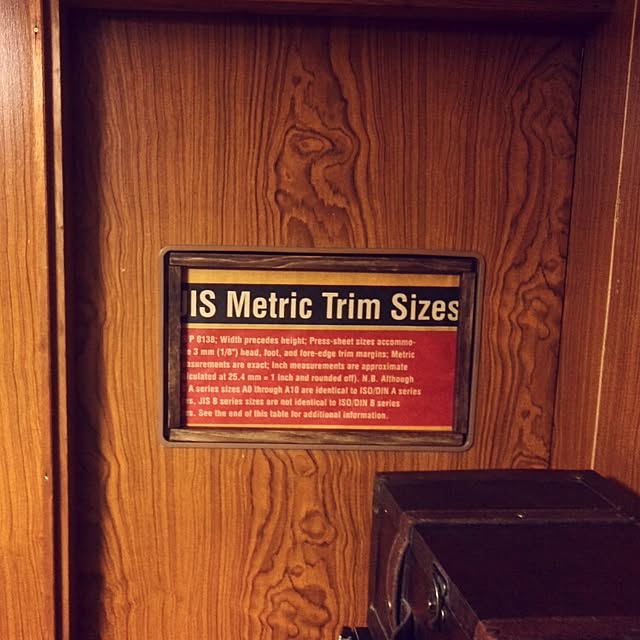 IS Metric Trim Sizes
P 0138; Width precedes height; Press-sheet sizes accommo-
e 3 mm (1/8") head, foot, and fore-edge trim margins; Metric
asurements are exact; Inch measurements are approximate
lculated at 25.4 mm = 1 inch and rounded off). N.B. Although
A series sizes A0 through A10 are identical to ISO/DIN A series
es, JIS B series sizes are not identical to ISO/DIN B series
es. See the end of this table for additional information.